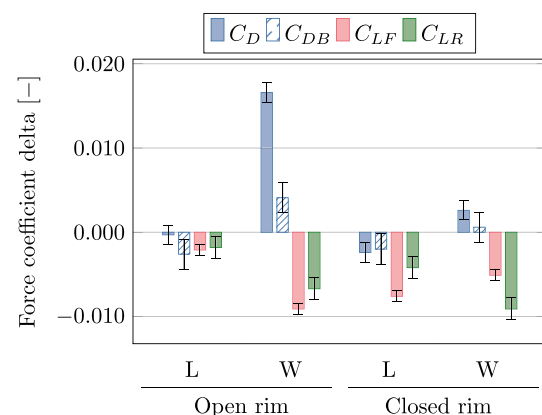 C_D C_DB C_LF C_LR
Force coefficient delta [−]
0.020
0.010
0.000
−0.010
L W L W
Open rim Closed rim